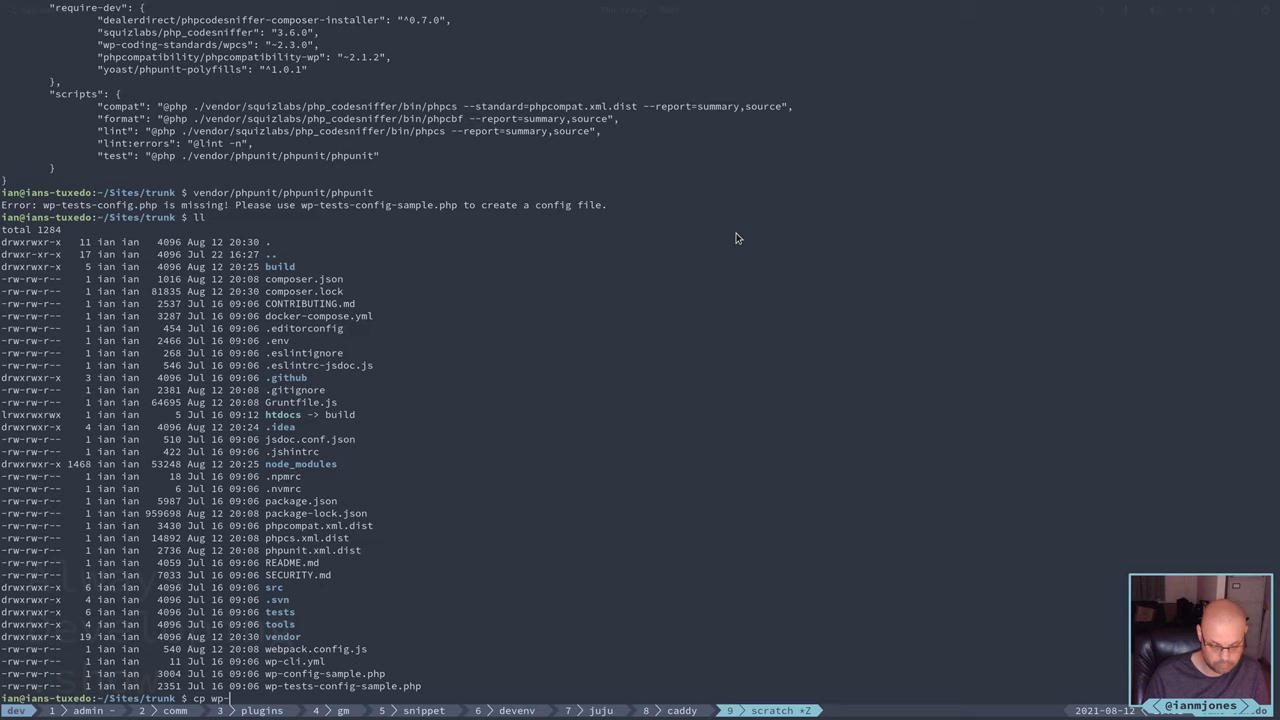 "require-dev": {
"dealerdirect/phpcodesniffer-composer-installer": "^0.7.0",
"squizlabs/php_codesniffer": "3.6.0",
"wp-coding-standards/wpcs": "~2.3.0",
"phpcompatibility/phpcompatibility-wp": "~2.1.2",
"yoast/phpunit-polyfills": "^1.0.1"
},
"scripts": {
"compat": "@php ./vendor/squizlabs/php_codesniffer/bin/phpcs --standard=phpcompat.xml.dist --report=summary,source",
"format": "@php ./vendor/squizlabs/php_codesniffer/bin/phpcbf --report=summary,source",
"lint": "@php ./vendor/squizlabs/php_codesniffer/bin/phpcs --report=summary,source",
"lint:errors": "@lint -n",
"test": "@php ./vendor/phpunit/phpunit/phpunit"
}
}
ian@ians-tuxedo:~/Sites/trunk $ vendor/phpunit/phpunit/phpunit
Error: wp-tests-config.php is missing! Please use wp-tests-config-sample.php to create a config file.
ian@ians-tuxedo:~/Sites/trunk $ ll
total 1284
drwxrwxr-x 11 ian ian 4096 Aug 12 20:30 .
drwxr-xr-x 17 ian ian 4096 Jul 22 16:27 ..
drwxrwxr-x 5 ian ian 4096 Aug 12 20:25 build
-rw-rw-r-- 1 ian ian 1016 Aug 12 20:08 composer.json
-rw-rw-r-- 1 ian ian 81835 Aug 12 20:30 composer.lock
-rw-rw-r-- 1 ian ian 2537 Jul 16 09:06 CONTRIBUTING.md
-rw-rw-r-- 1 ian ian 3287 Jul 16 09:06 docker-compose.yml
-rw-rw-r-- 1 ian ian 454 Jul 16 09:06 .editorconfig
-rw-rw-r-- 1 ian ian 2466 Jul 16 09:06 .env
-rw-rw-r-- 1 ian ian 268 Jul 16 09:06 .eslintignore
-rw-rw-r-- 1 ian ian 546 Jul 16 09:06 .eslintrc-jsdoc.js
drwxrwxr-x 3 ian ian 4096 Jul 16 09:06 .github
-rw-rw-r-- 1 ian ian 2381 Aug 12 20:08 .gitignore
-rw-rw-r-- 1 ian ian 64695 Aug 12 20:08 Gruntfile.js
lrwxrwxrwx 1 ian ian 5 Jul 16 09:12 htdocs -> build
drwxrwxr-x 4 ian ian 4096 Aug 12 20:24 .idea
-rw-rw-r-- 1 ian ian 510 Jul 16 09:06 jsdoc.conf.json
-rw-rw-r-- 1 ian ian 422 Jul 16 09:06 .jshintrc
drwxrwxr-x 1468 ian ian 53248 Aug 12 20:25 node_modules
-rw-rw-r-- 1 ian ian 18 Jul 16 09:06 .npmrc
-rw-rw-r-- 1 ian ian 6 Jul 16 09:06 .nvmrc
-rw-rw-r-- 1 ian ian 5987 Jul 16 09:06 package.json
-rw-rw-r-- 1 ian ian 959698 Aug 12 20:08 package-lock.json
-rw-rw-r-- 1 ian ian 3430 Jul 16 09:06 phpcompat.xml.dist
-rw-rw-r-- 1 ian ian 14892 Aug 12 20:08 phpcs.xml.dist
-rw-rw-r-- 1 ian ian 2736 Aug 12 20:08 phpunit.xml.dist
-rw-rw-r-- 1 ian ian 4059 Jul 16 09:06 README.md
-rw-rw-r-- 1 ian ian 7033 Jul 16 09:06 SECURITY.md
drwxrwxr-x 6 ian ian 4096 Jul 16 09:06 src
drwxrwxr-x 4 ian ian 4096 Aug 12 20:08 .svn
drwxrwxr-x 6 ian ian 4096 Jul 16 09:06 tests
drwxrwxr-x 4 ian ian 4096 Jul 16 09:06 tools
drwxrwxr-x 19 ian ian 4096 Aug 12 20:30 vendor
-rw-rw-r-- 1 ian ian 540 Aug 12 20:08 webpack.config.js
-rw-rw-r-- 1 ian ian 11 Jul 16 09:06 wp-cli.yml
-rw-rw-r-- 1 ian ian 3004 Jul 16 09:06 wp-config-sample.php
-rw-rw-r-- 1 ian ian 2351 Jul 16 09:06 wp-tests-config-sample.php
ian@ians-tuxedo:~/Sites/trunk $ cp wp-
dev 1 admin - 2 comm 3 plugins 4 gm 5 snippet 6 devenv 7 juju 8 caddy 9 scratch *Z 2021-08-12
@ianmjones